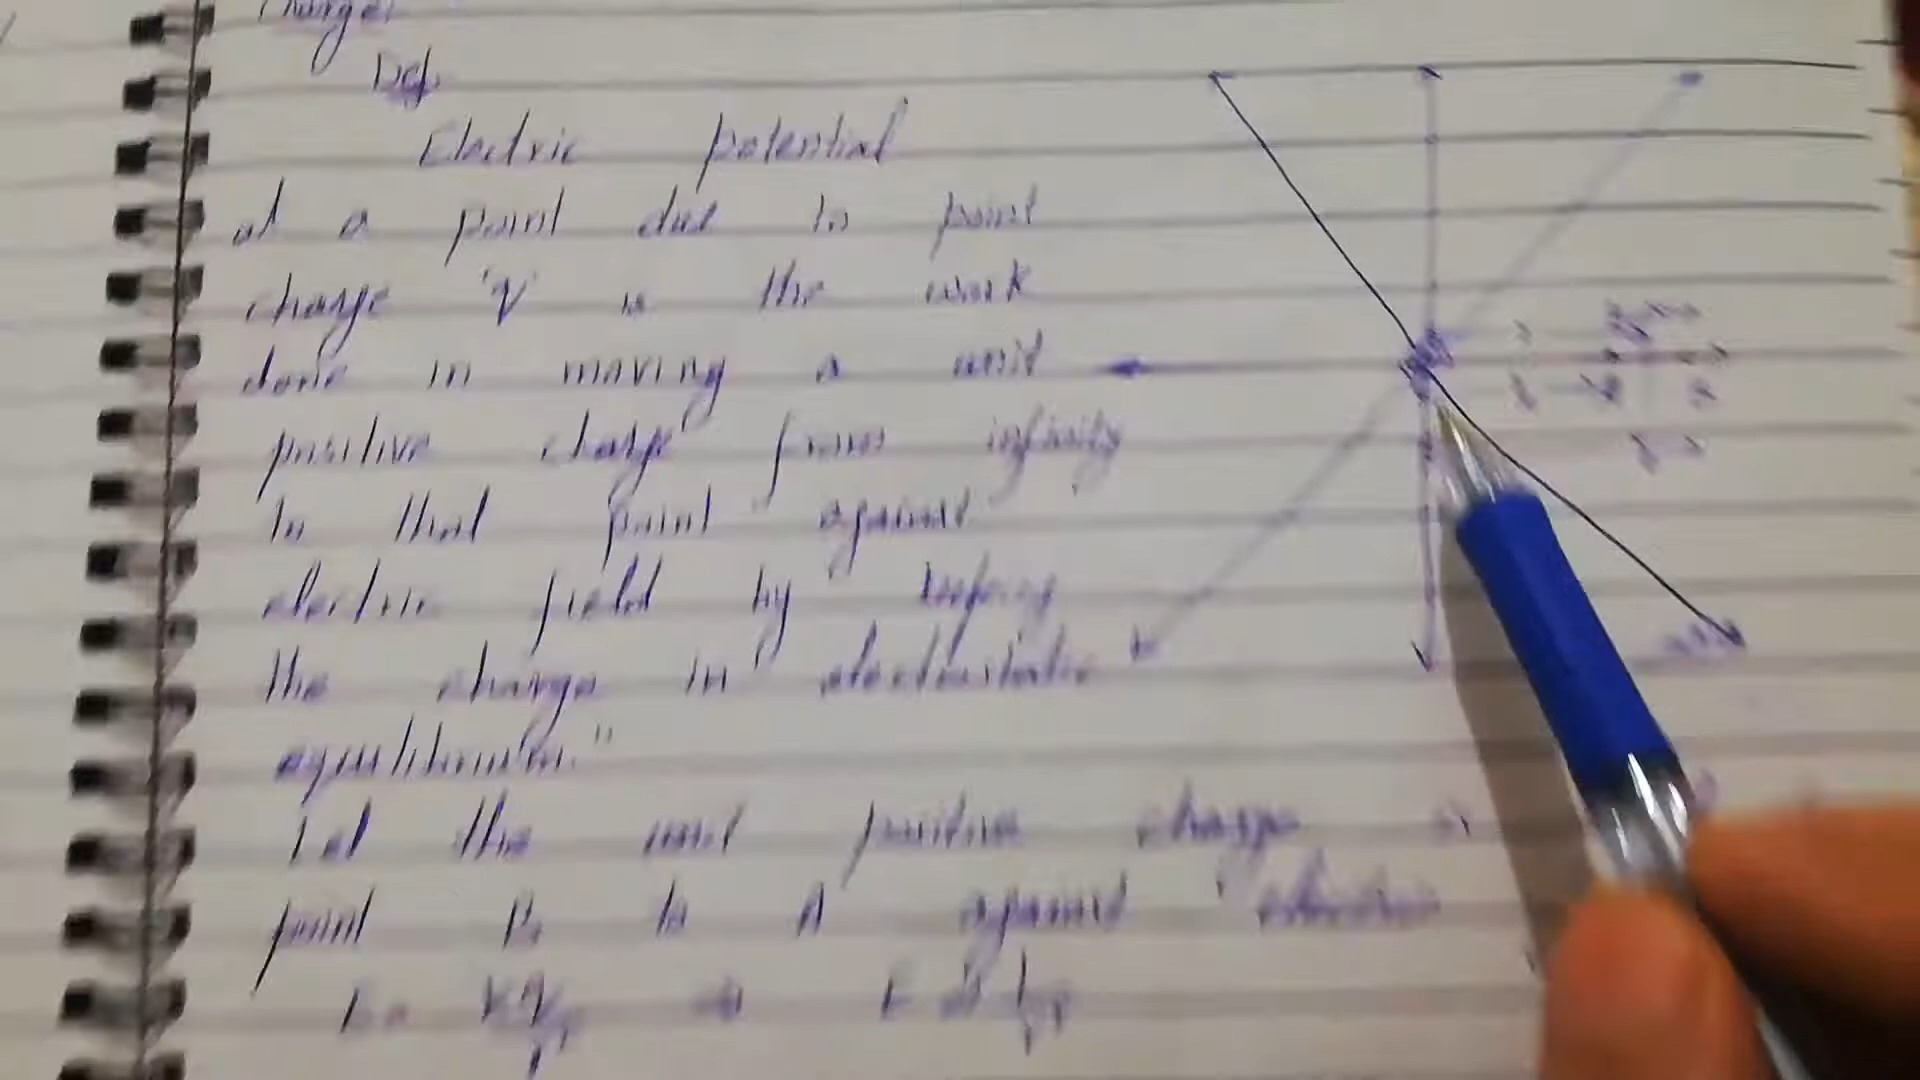 Charge
Def
Electric potential
at a point due to point
charge 'q' is the work
done in moving a unit
positive charge from infinity
to that point against
electric field by keeping
the charge in electrostatic
equilibrium."
Let the unit positive charge
point B to A against electric